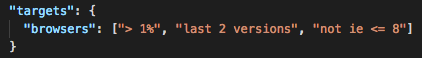 "targets": {
"browsers": ["> 1%", "last 2 versions", "not ie <= 8"]
}